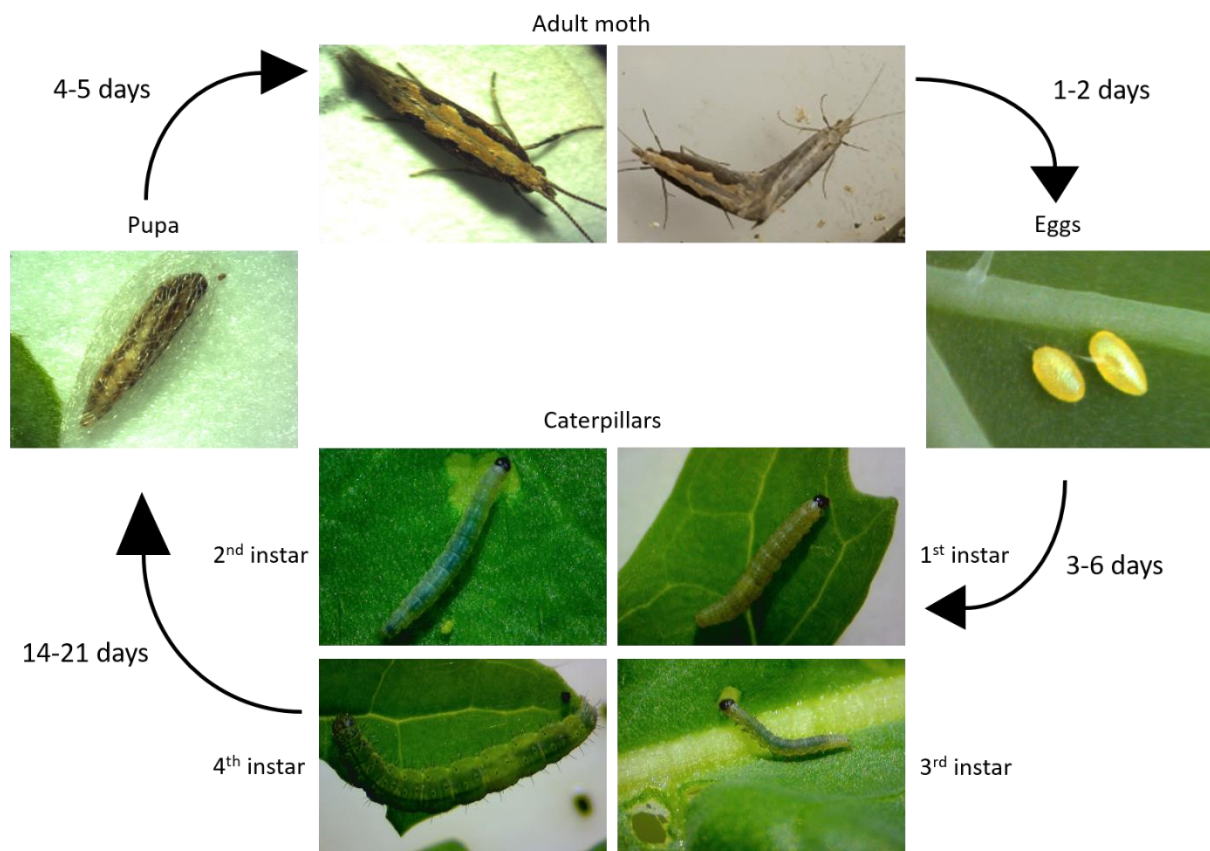 Adult moth
4-5 days
1-2 days
Pupa
Eggs
Caterpillars
2nd instar
1st instar
3-6 days
14-21 days
4th instar
3rd instar